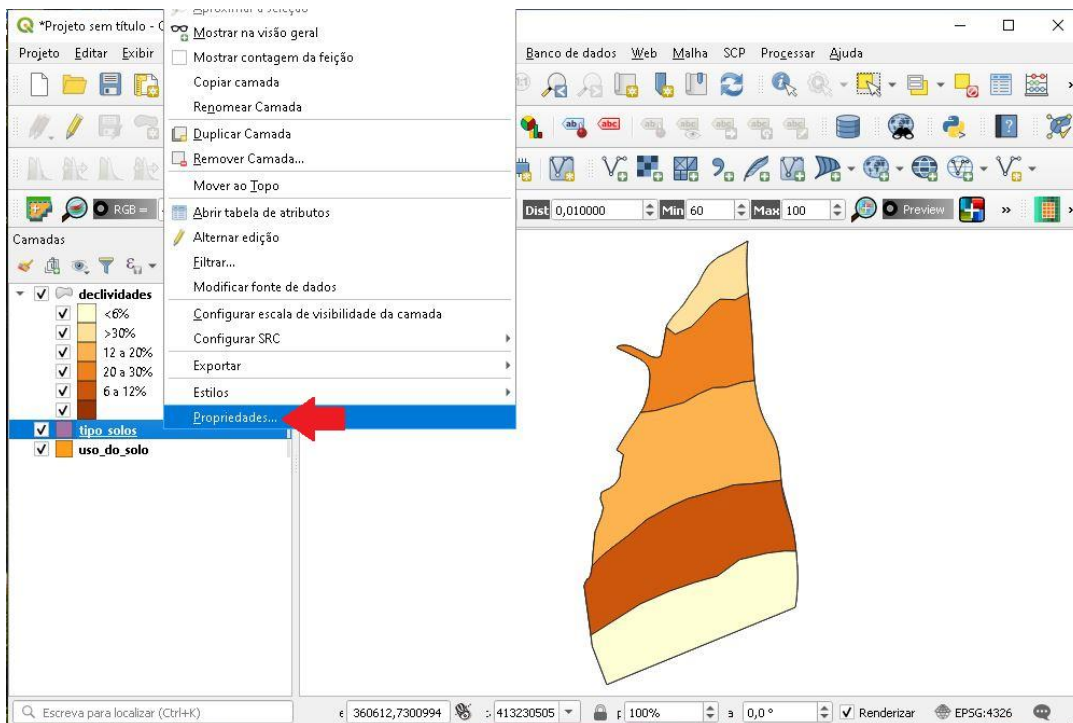 *Projeto sem título - Q
Projeto Editar Exibir
Banco de dados Web Malha SCP Processar Ajuda
Aproximar à seleção
Mostrar na visão geral
Mostrar contagem da feição
Copiar camada
Renomear Camada
Duplicar Camada
Remover Camada...
Mover ao Topo
Abrir tabela de atributos
Alternar edição
Filtrar...
Modificar fonte de dados
Configurar escala de visibilidade da camada
Configurar SRC
Exportar
Estilos
Propriedades...
RGB =
Dist 0,010000 Min 60 Max 100 Preview »
Camadas
declividades
<6%
>30%
12 a 20%
20 a 30%
6 a 12%
tipo_solos
uso_do_solo
Escreva para localizar (Ctrl+K)
360612,7300994 : 413230505 100% 0,0 ° Renderizar EPSG:4326